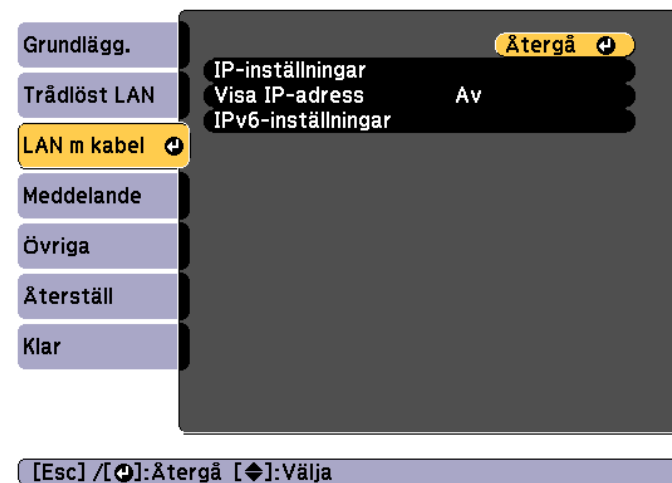 Grundlägg.
Trådlöst LAN
LAN m kabel
Meddelande
Övriga
Återställ
Klar
Återgå
IP-inställningar
Visa IP-adress Av
IPv6-inställningar
[Esc] /[⏎]:Återgå [◆]:Välja